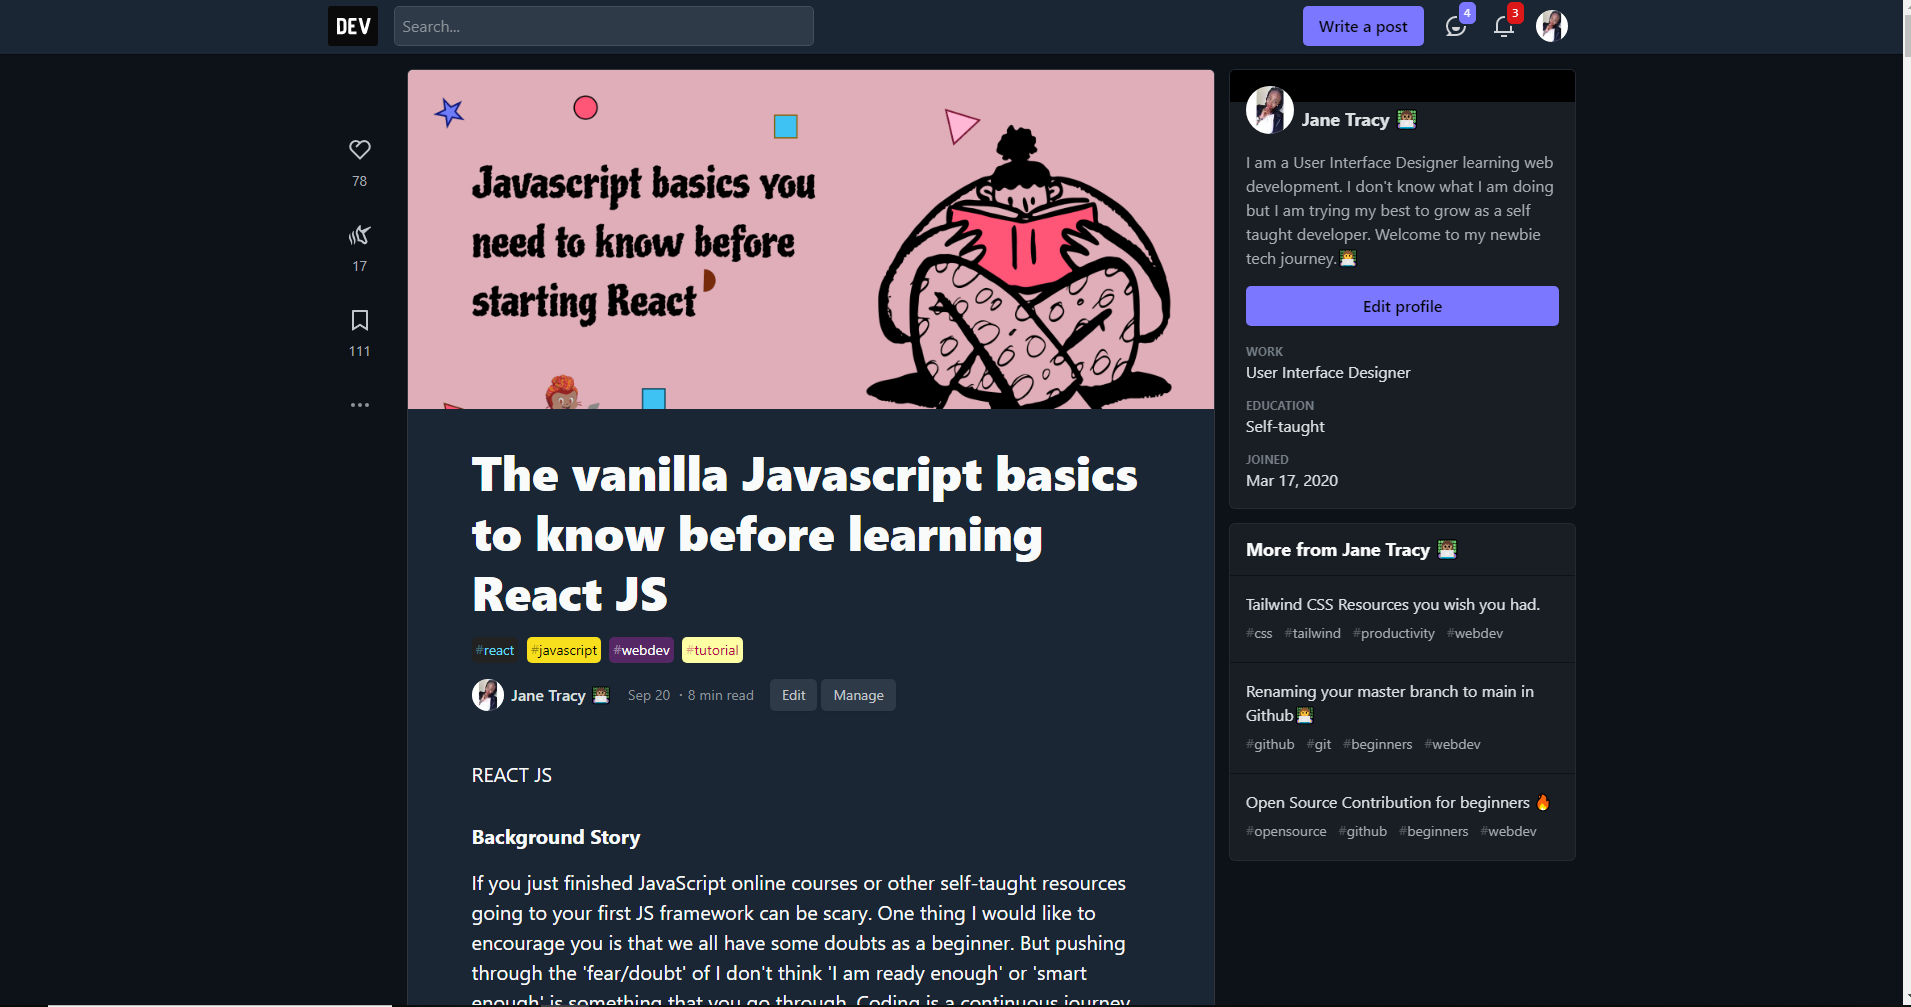 DEV
Search...
Write a post
4
3
78
17
111
Javascript basics you
need to know before
starting React
The vanilla Javascript basics
to know before learning
React JS
#react #javascript #webdev #tutorial
Jane Tracy Sep 20 · 8 min read Edit Manage
REACT JS
Background Story
If you just finished JavaScript online courses or other self-taught resources
going to your first JS framework can be scary. One thing I would like to
encourage you is that we all have some doubts as a beginner. But pushing
through the 'fear/doubt' of I don't think 'I am ready enough' or 'smart
enough' is something that you go through. Coding is a continuous journey
Jane Tracy
I am a User Interface Designer learning web
development. I don't know what I am doing
but I am trying my best to grow as a self
taught developer. Welcome to my newbie
tech journey.
Edit profile
WORK
User Interface Designer
EDUCATION
Self-taught
JOINED
Mar 17, 2020
More from Jane Tracy
Tailwind CSS Resources you wish you had.
#css #tailwind #productivity #webdev
Renaming your master branch to main in
Github
#github #git #beginners #webdev
Open Source Contribution for beginners 🔥
#opensource #github #beginners #webdev